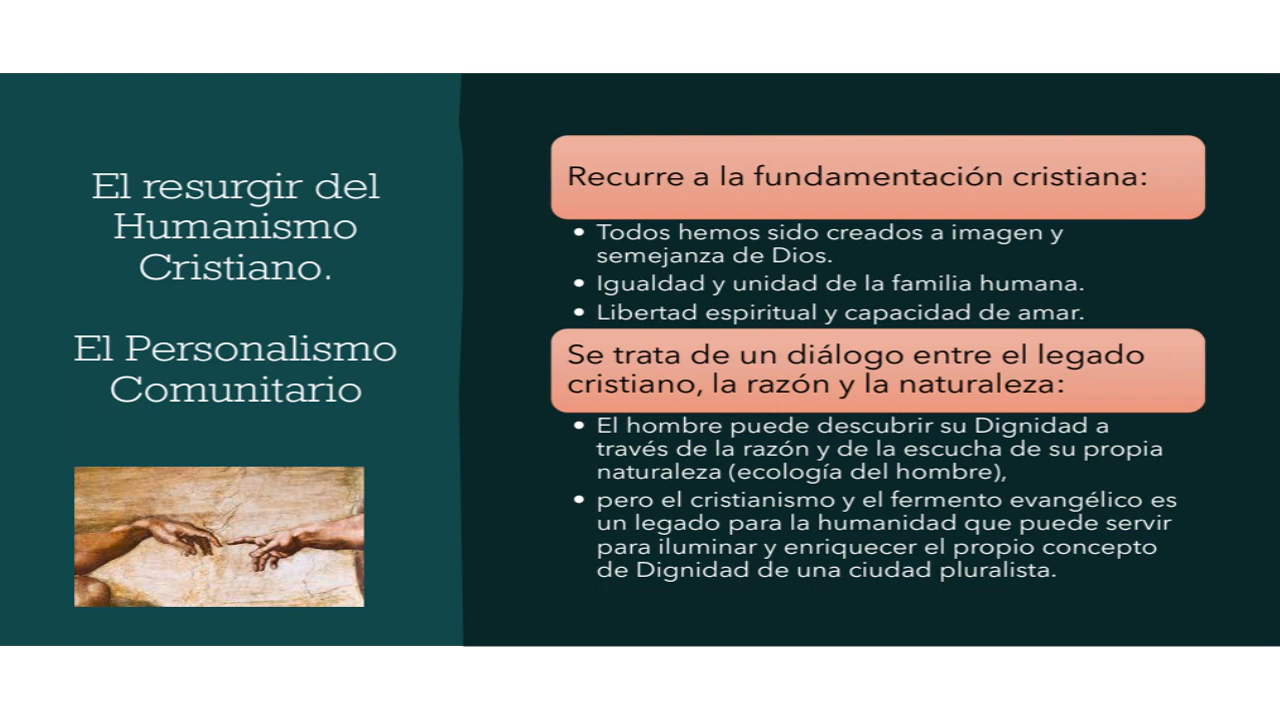 El resurgir del
Humanismo
Cristiano.
El Personalismo
Comunitario
Recurre a la fundamentación cristiana:
• Todos hemos sido creados a imagen y
semejanza de Dios.
• Igualdad y unidad de la familia humana.
• Libertad espiritual y capacidad de amar.
Se trata de un diálogo entre el legado
cristiano, la razón y la naturaleza:
• El hombre puede descubrir su Dignidad a
través de la razón y de la escucha de su propia
naturaleza (ecología del hombre),
• pero el cristianismo y el fermento evangélico es
un legado para la humanidad que puede servir
para iluminar y enriquecer el propio concepto
de Dignidad de una ciudad pluralista.